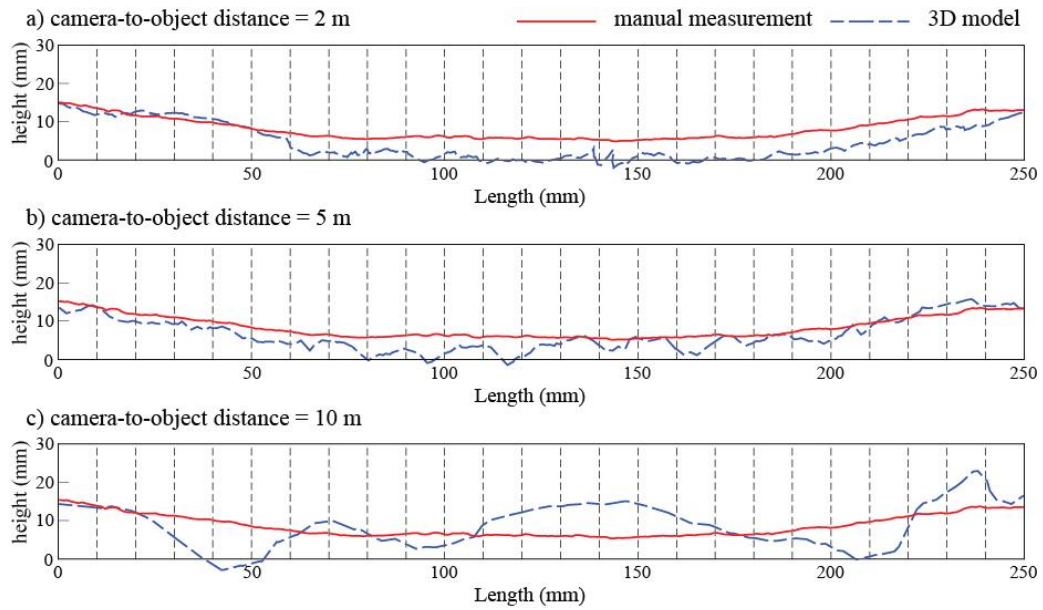 a) camera-to-object distance = 2 m manual measurement 3D model
30
20
10
0
height (mm)
0 50 100 150 200 250
Length (mm)
b) camera-to-object distance = 5 m
30
20
10
0
height (mm)
0 50 100 150 200 250
Length (mm)
c) camera-to-object distance = 10 m
30
20
10
0
height (mm)
0 50 100 150 200 250
Length (mm)